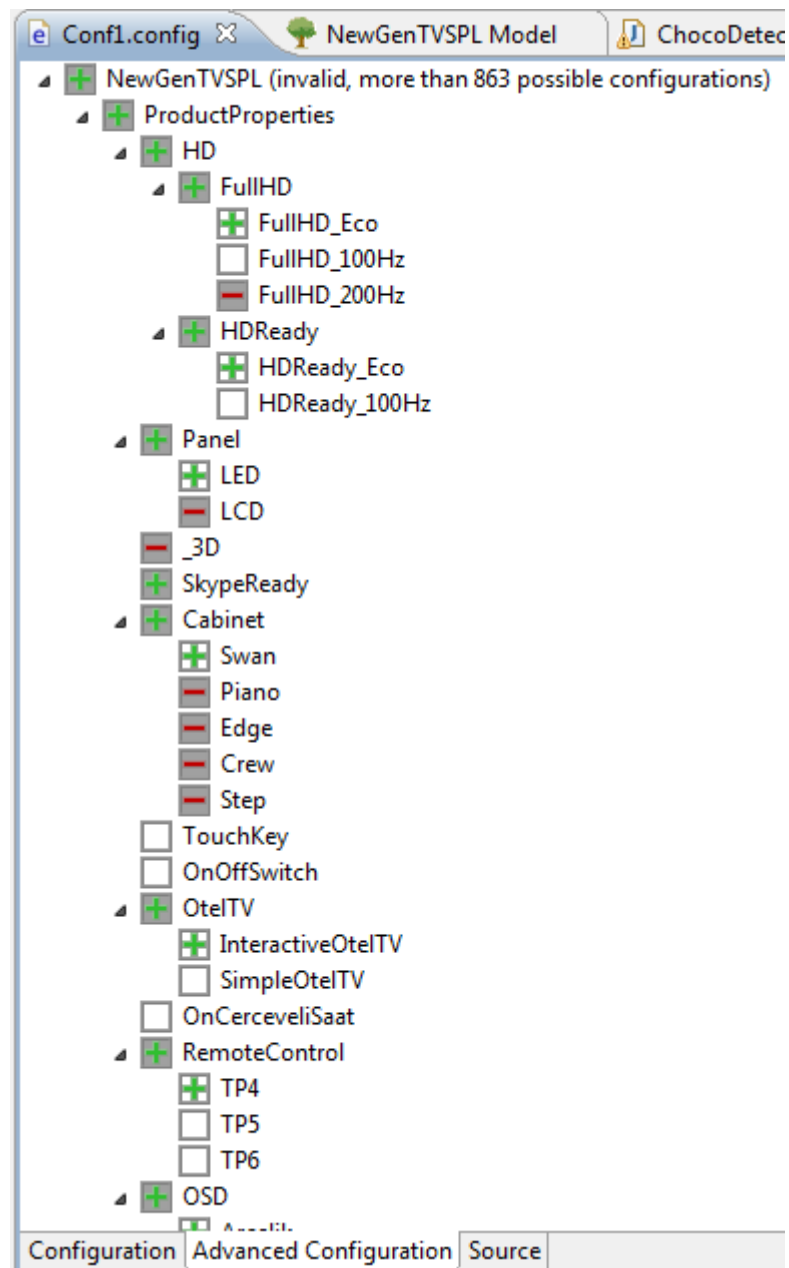 Conf1.config NewGenTVSPL Model ChocoDetec
NewGenTVSPL (invalid, more than 863 possible configurations)
ProductProperties
HD
FullHD
FullHD_Eco
FullHD_100Hz
FullHD_200Hz
HDReady
HDReady_Eco
HDReady_100Hz
Panel
LED
LCD
_3D
SkypeReady
Cabinet
Swan
Piano
Edge
Crew
Step
TouchKey
OnOffSwitch
OtelTV
InteractiveOtelTV
SimpleOtelTV
OnCerceveliSaat
RemoteControl
TP4
TP5
TP6
OSD
Configuration Advanced Configuration Source